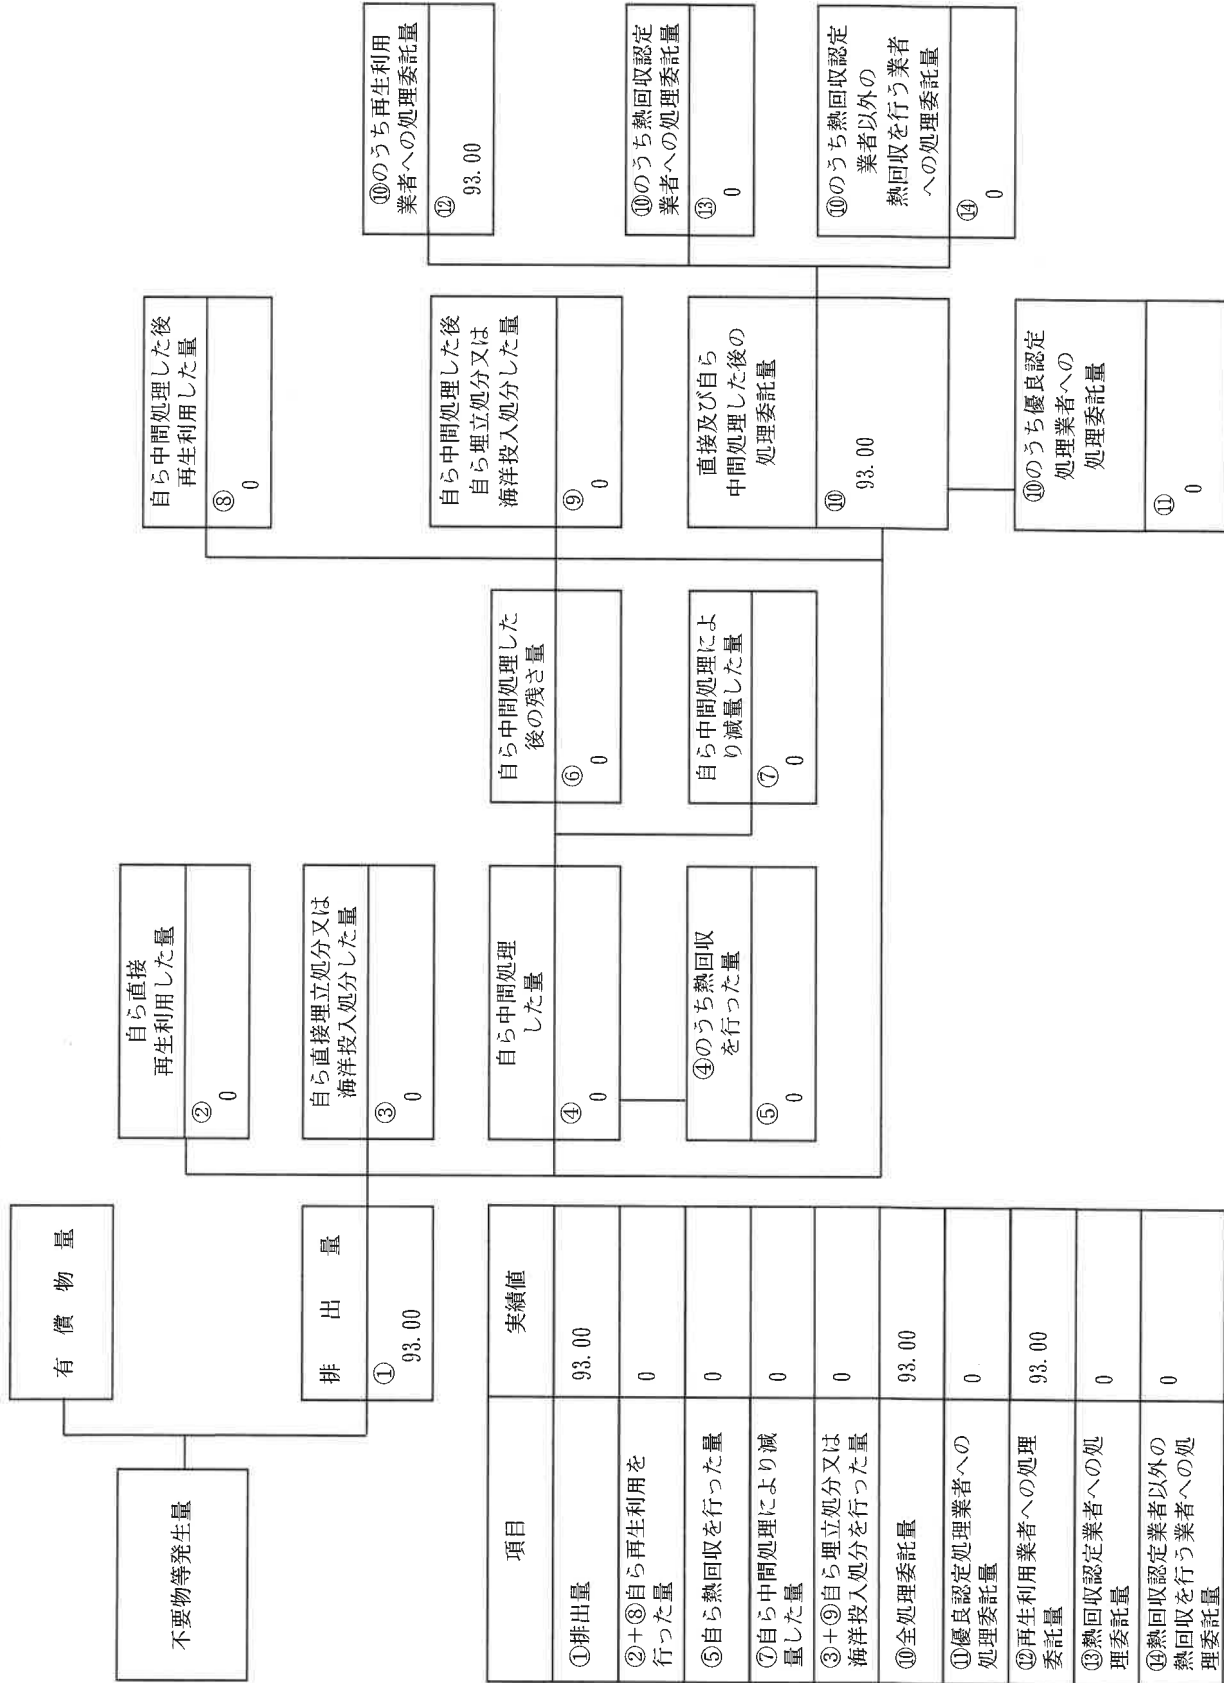 不要物等発生量
有償物量
排出量
①
93.00
自ら直接
再生利用した量
②
0
自ら直接埋立処分又は
海洋投入処分した量
③
0
自ら中間処理
した量
④
0
④のうち熱回収
を行った量
⑤
0
自ら中間処理した
後の残さ量
⑥
0
自ら中間処理によ
り減量した量
⑦
0
自ら中間処理した後
再生利用した量
⑧
0
自ら中間処理した後
自ら埋立処分又は
海洋投入処分した量
⑨
0
直接及び自ら
中間処理した後の
処理委託量
⑩
93.00
⑩のうち優良認定
処理業者への
処理委託量
⑪
0
⑩のうち再生利用
業者への処理委託量
⑫
93.00
⑩のうち熱回収認定
業者への処理委託量
⑬
0
⑩のうち熱回収認定
業者以外の
熱回収を行う業者
への処理委託量
⑭
0
項目
実績値
①排出量
93.00
②+⑧自ら再生利用を
行った量
0
⑤自ら熱回収を行った量
0
⑦自ら中間処理により減
量した量
0
③+⑨自ら埋立処分又は
海洋投入処分を行った量
0
⑩全処理委託量
93.00
⑪優良認定処理業者への
処理委託量
0
⑫再生利用業者への処理
委託量
93.00
⑬熱回収認定業者への処
理委託量
0
⑭熱回収認定業者以外の
熱回収を行う業者への処
理委託量
0